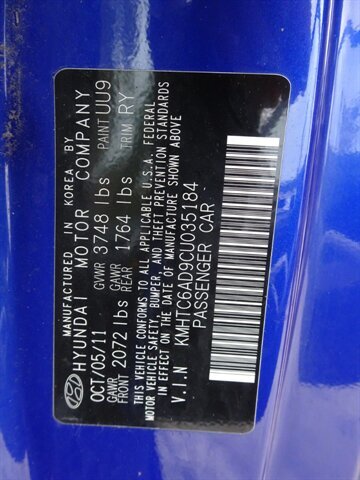 MANUFACTURED IN KOREA BY
HYUNDAI MOTOR COMPANY
OCT/05/11 GVWR 3748 lbs PAINT UU9
GAWR FRONT 2072 lbs GAWR REAR 1764 lbs TRIM RY
THIS VEHICLE CONFORMS TO ALL APPLICABLE U.S.A. FEDERAL
MOTOR VEHICLE SAFETY, BUMPER, AND THEFT PREVENTION STANDARDS
IN EFFECT ON THE DATE OF MANUFACTURE SHOWN ABOVE
V.I.N KMHTC6AD9CU035184
PASSENGER CAR